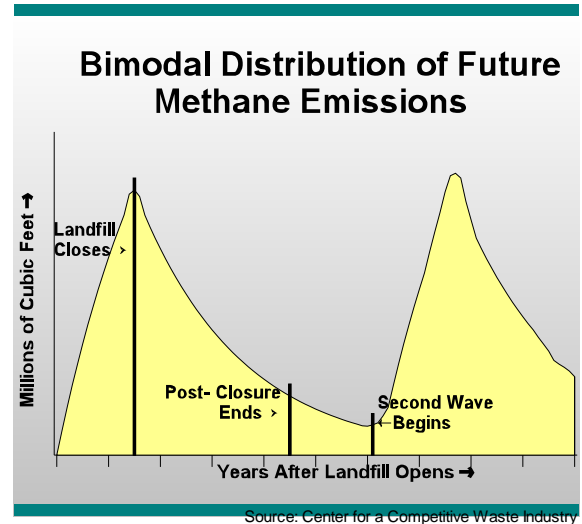 Bimodal Distribution of Future
Methane Emissions
Millions of Cubic Feet →
Landfill
Closes >
Post- Closure
Ends >
Second Wave
←Begins
Years After Landfill Opens →
Source: Center for a Competitive Waste Industry